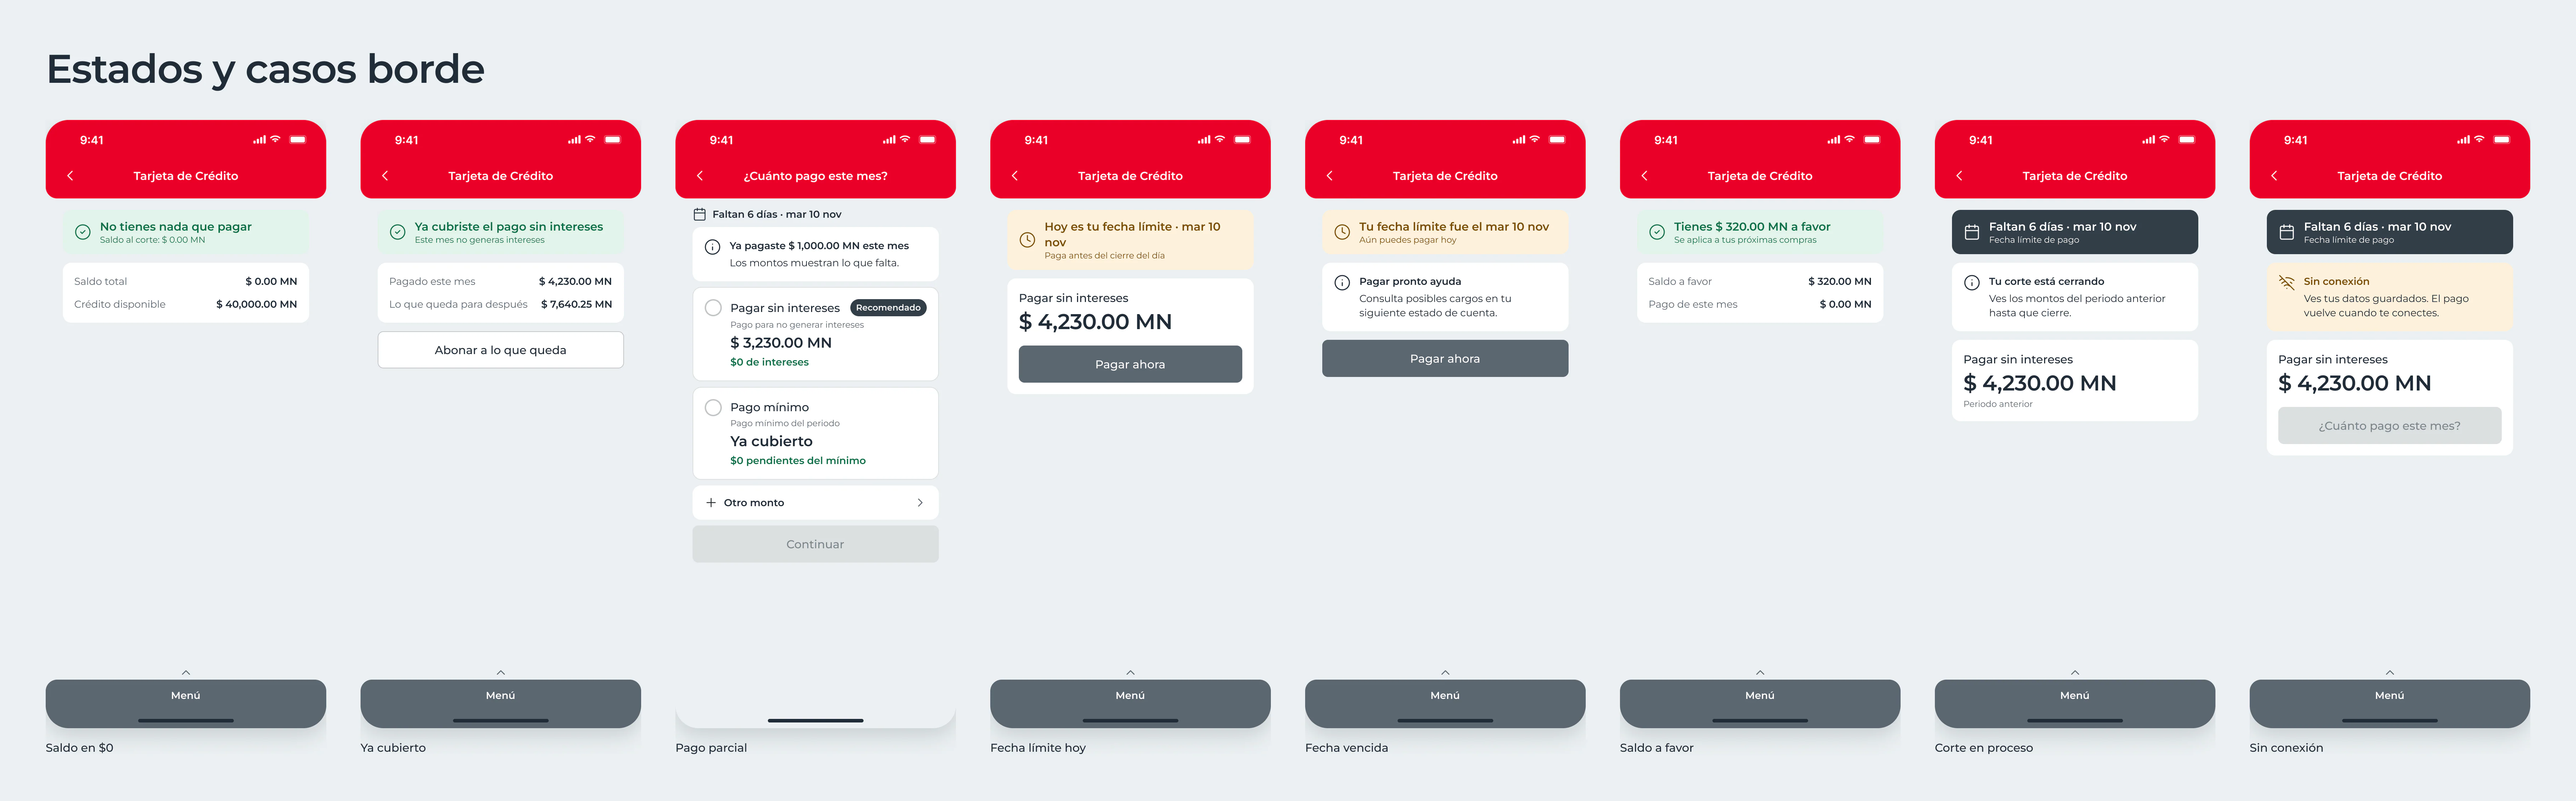 Estados y casos borde
9:41
Tarjeta de Crédito
No tienes nada que pagar
Saldo al corte: $ 0.00 MN
Saldo total $ 0.00 MN
Crédito disponible $ 40,000.00 MN
Menú
Saldo en $0
9:41
Tarjeta de Crédito
Ya cubriste el pago sin intereses
Este mes no generas intereses
Pagado este mes $ 4,230.00 MN
Lo que queda para después $ 7,640.25 MN
Abonar a lo que queda
Menú
Ya cubierto
9:41
¿Cuánto pago este mes?
Faltan 6 días · mar 10 nov
Ya pagaste $ 1,000.00 MN este mes
Los montos muestran lo que falta.
Pagar sin intereses Recomendado
Pago para no generar intereses
$ 3,230.00 MN
$0 de intereses
Pago mínimo
Pago mínimo del periodo
Ya cubierto
$0 pendientes del mínimo
Otro monto
Continuar
Pago parcial
9:41
Tarjeta de Crédito
Hoy es tu fecha límite · mar 10
nov
Paga antes del cierre del día
Pagar sin intereses
$ 4,230.00 MN
Pagar ahora
Menú
Fecha límite hoy
9:41
Tarjeta de Crédito
Tu fecha límite fue el mar 10 nov
Aún puedes pagar hoy
Pagar pronto ayuda
Consulta posibles cargos en tu
siguiente estado de cuenta.
Pagar ahora
Menú
Fecha vencida
9:41
Tarjeta de Crédito
Tienes $ 320.00 MN a favor
Se aplica a tus próximas compras
Saldo a favor $ 320.00 MN
Pago de este mes $ 0.00 MN
Menú
Saldo a favor
9:41
Tarjeta de Crédito
Faltan 6 días · mar 10 nov
Fecha límite de pago
Tu corte está cerrando
Ves los montos del periodo anterior
hasta que cierre.
Pagar sin intereses
$ 4,230.00 MN
Periodo anterior
Menú
Corte en proceso
9:41
Tarjeta de Crédito
Faltan 6 días · mar 10 nov
Fecha límite de pago
Sin conexión
Ves tus datos guardados. El pago
vuelve cuando te conectes.
Pagar sin intereses
$ 4,230.00 MN
¿Cuánto pago este mes?
Menú
Sin conexión